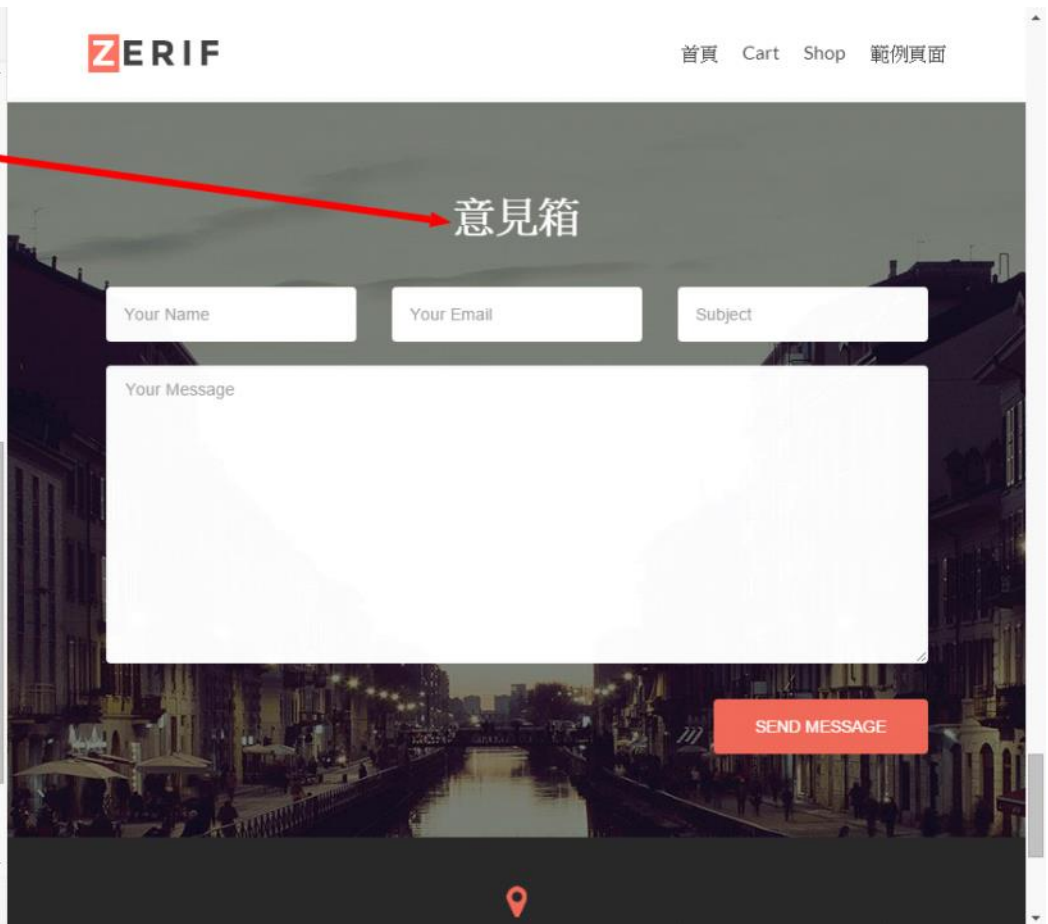 ZERIF
首頁 Cart Shop 範例頁面
意見箱
Your Name Your Email Subject
Your Message
SEND MESSAGE